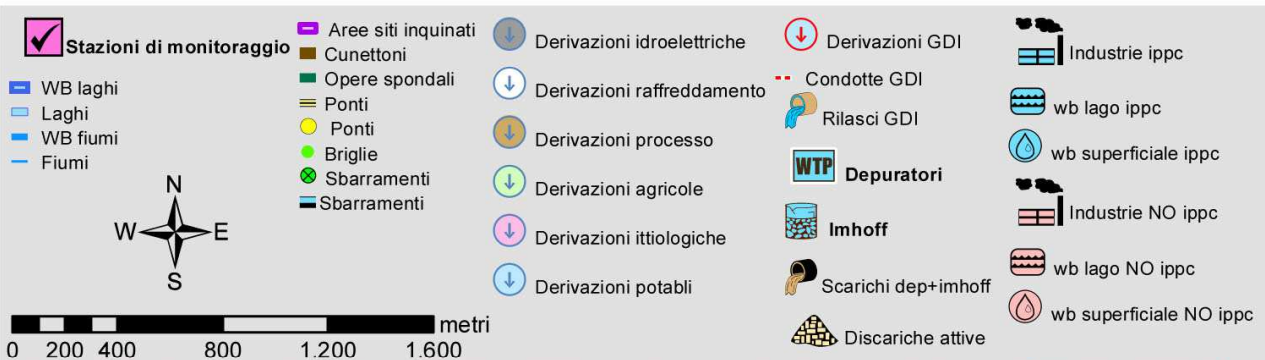 Stazioni di monitoraggio
WB laghi
Laghi
WB fiumi
Fiumi
N
W E
S
metri
0 200 400 800 1.200 1.600
Aree siti inquinati
Cunettoni
Opere spondali
Ponti
Ponti
Briglie
Sbarramenti
Sbarramenti
Derivazioni idroelettriche
Derivazioni raffreddamento
Derivazioni processo
Derivazioni agricole
Derivazioni ittiologiche
Derivazioni potabili
Derivazioni GDI
Condotte GDI
Rilasci GDI
WTP Depuratori
Imhoff
Scarichi dep+imhoff
Discariche attive
Industrie ippc
wb lago ippc
wb superficiale ippc
Industrie NO ippc
wb lago NO ippc
wb superficiale NO ippc